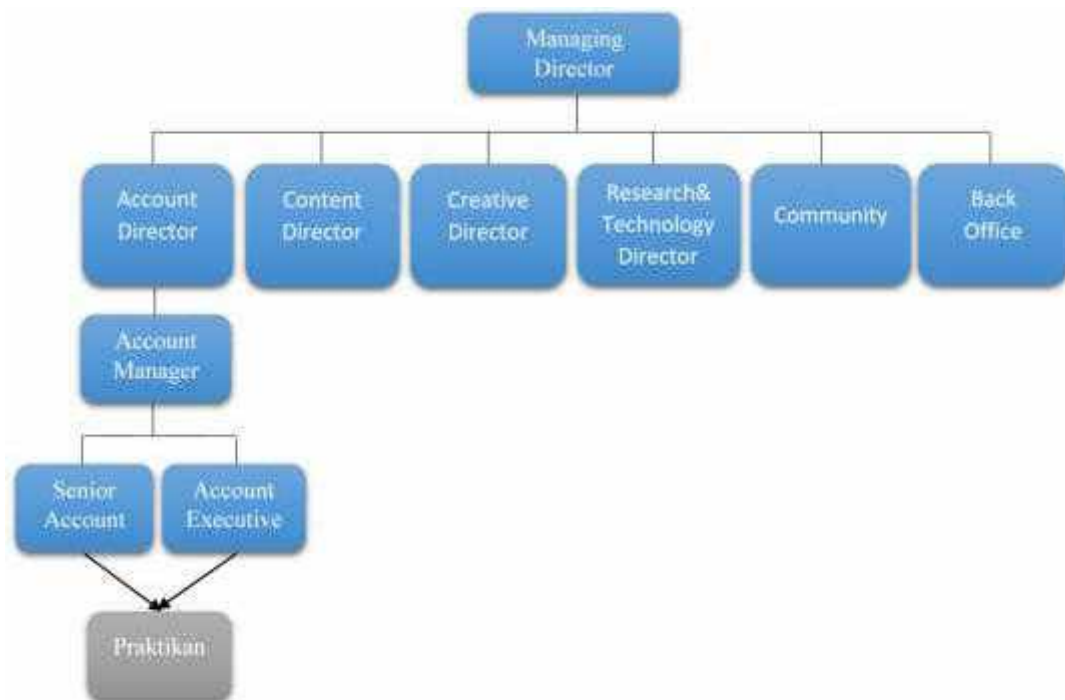 Managing
Director
Account
Director
Content
Director
Creative
Director
Research&
Technology
Director
Community
Back
Office
Account
Manager
Senior
Account
Account
Executive
Praktikan